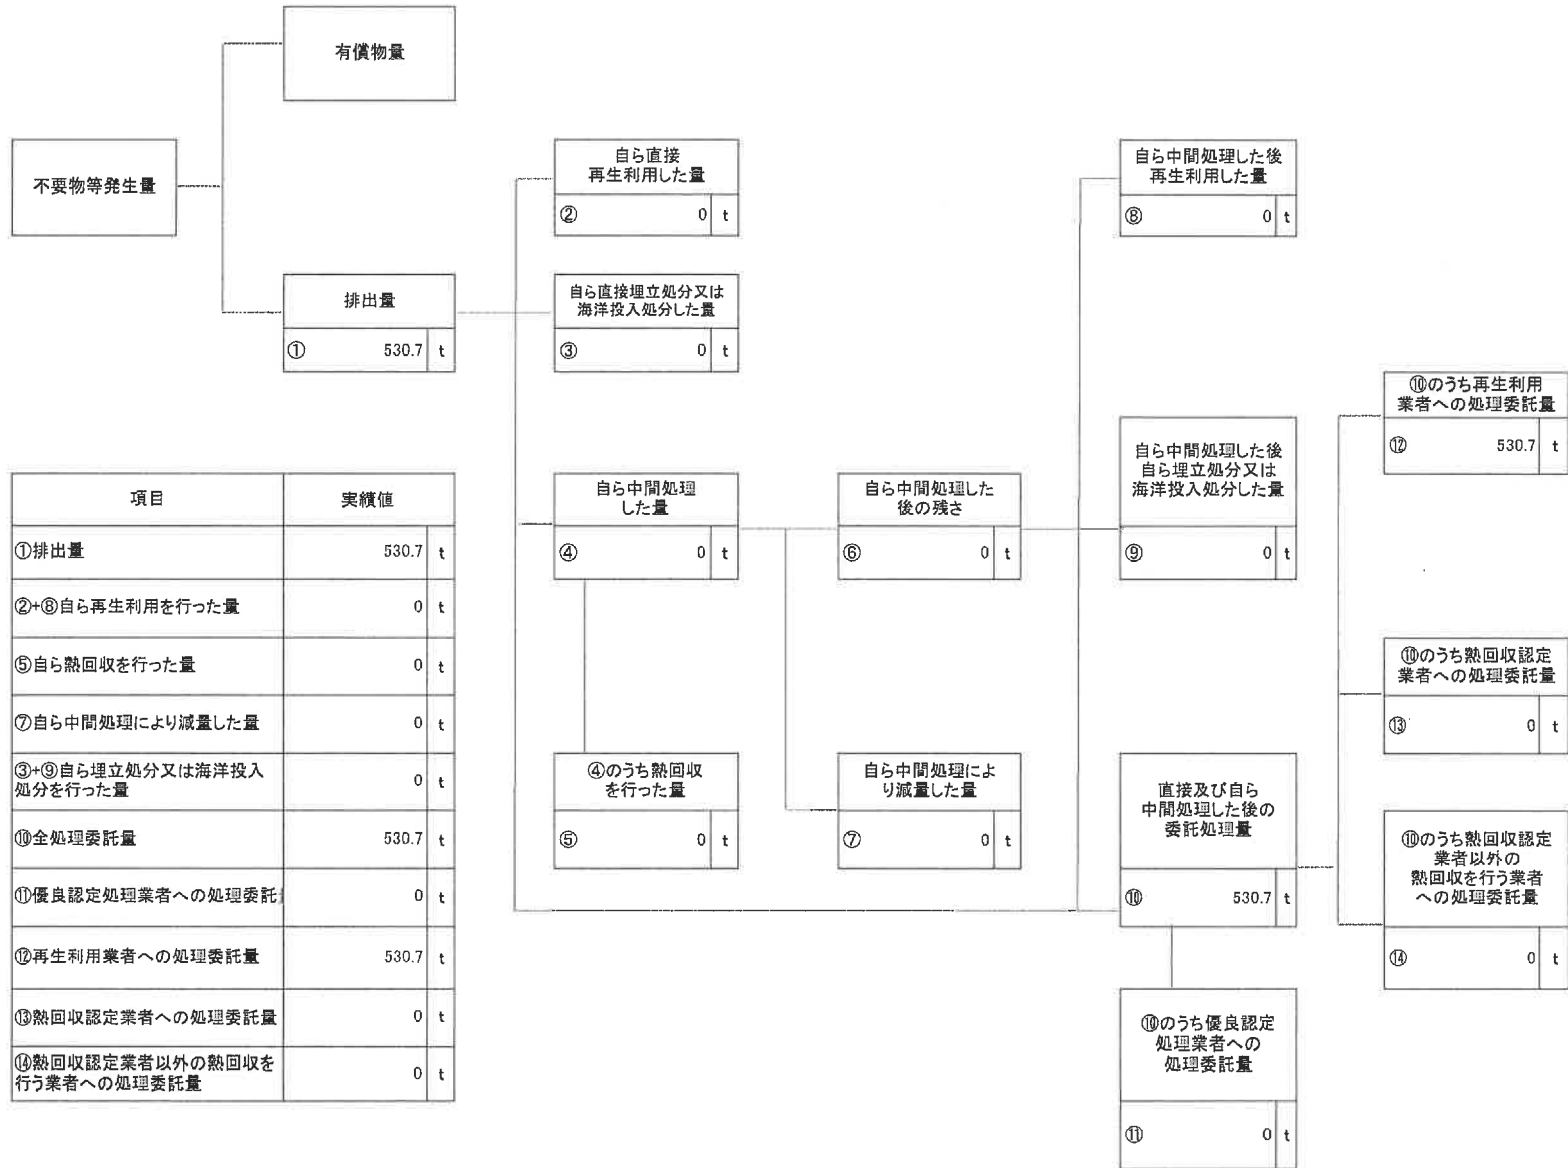 有償物量
不要物等発生量
排出量
① 530.7 t
自ら直接
再生利用した量
② 0 t
自ら直接埋立処分又は
海洋投入処分した量
③ 0 t
自ら中間処理した後
再生利用した量
⑧ 0 t
⑩のうち再生利用
業者への処理委託量
⑫ 530.7 t
自ら中間処理
した量
④ 0 t
自ら中間処理した
後の残さ
⑥ 0 t
自ら中間処理した後
自ら埋立処分又は
海洋投入処分した量
⑨ 0 t
⑩のうち熱回収認定
業者への処理委託量
⑬ 0 t
④のうち熱回収
を行った量
⑤ 0 t
自ら中間処理によ
り減量した量
⑦ 0 t
直接及び自ら
中間処理した後の
委託処理量
⑩ 530.7 t
⑩のうち熱回収認定
業者以外の
熱回収を行う業者
への処理委託量
⑭ 0 t
⑩のうち優良認定
処理業者への
処理委託量
⑪ 0 t
項目 実績値
①排出量 530.7 t
②+⑧自ら再生利用を行った量 0 t
⑤自ら熱回収を行った量 0 t
⑦自ら中間処理により減量した量 0 t
③+⑨自ら埋立処分又は海洋投入
処分を行った量 0 t
⑩全処理委託量 530.7 t
⑪優良認定処理業者への処理委託 0 t
⑫再生利用業者への処理委託量 530.7 t
⑬熱回収認定業者への処理委託量 0 t
⑭熱回収認定業者以外の熱回収を
行う業者への処理委託量 0 t